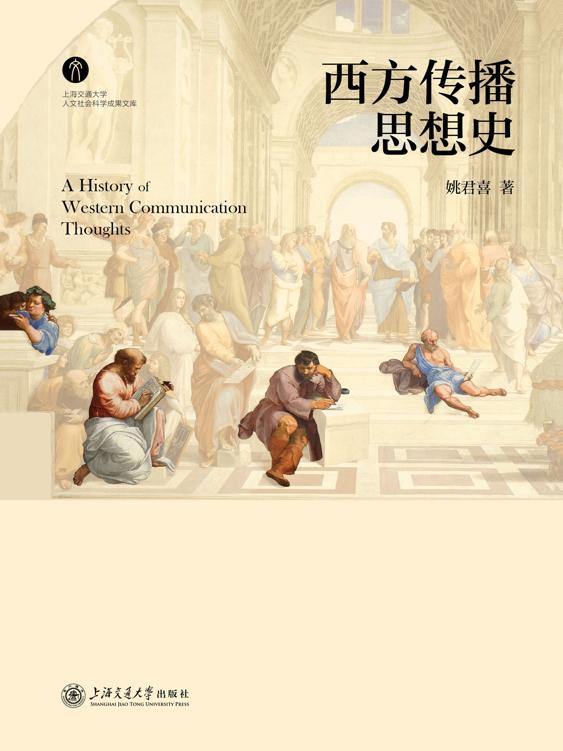 上海交通大学
人文社会科学成果文库
西方传播
思想史
姚君喜 著
A History of
Western Communication
Thoughts
上海交通大学出版社
SHANGHAI JIAO TONG UNIVERSITY PRESS